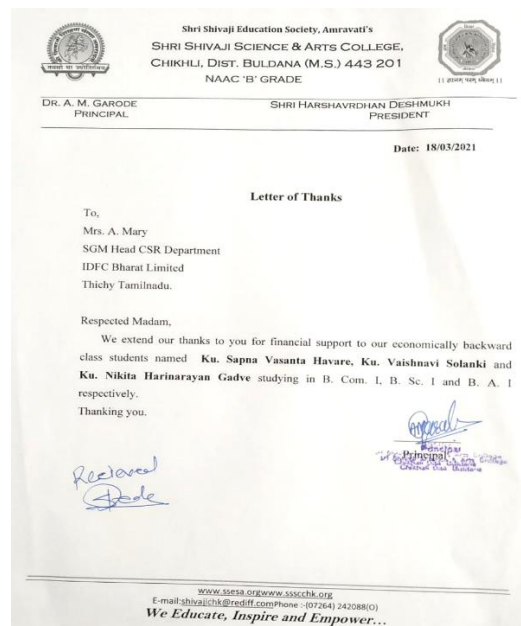 Shri Shivaji Education Society, Amravati's
SHRI SHIVAJI SCIENCE & ARTS COLLEGE,
CHIKHLI, DIST. BULDANA (M.S.) 443 201
NAAC 'B' GRADE
DR. A. M. GARODE
PRINCIPAL
SHRI HARSHAVRDHAN DESHMUKH
PRESIDENT
Date: 18/03/2021
Letter of Thanks
To,
Mrs. A. Mary
SGM Head CSR Department
IDFC Bharat Limited
Thichy Tamilnadu.
Respected Madam,
We extend our thanks to you for financial support to our economically backward
class students named Ku. Sapna Vasanta Havare, Ku. Vaishnavi Solanki and
Ku. Nikita Harinarayan Gadve studying in B. Com. I, B. Sc. I and B. A. I
respectively.
Thanking you.
Principal
Principal
Recieved
www.ssesa.orgwww.ssscchk.org
E-mail:shivajichk@rediff.comPhone :-(07264) 242088(O)
We Educate, Inspire and Empower...